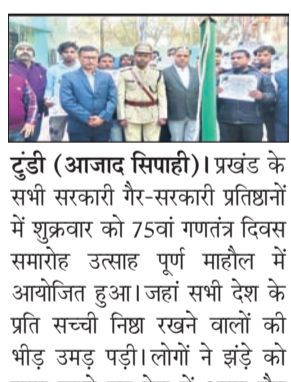 टुंडी (आजाद सिपाही)। प्रखंड के
सभी सरकारी गैर-सरकारी प्रतिष्ठानों
में शुक्रवार को 75वां गणतंत्र दिवस
समारोह उत्साह पूर्ण माहौल में
आयोजित हुआ। जहां सभी देश के
प्रति सच्ची निष्ठा रखने वालों की
भीड़ उमड़ पड़ी। लोगों ने झंडे को